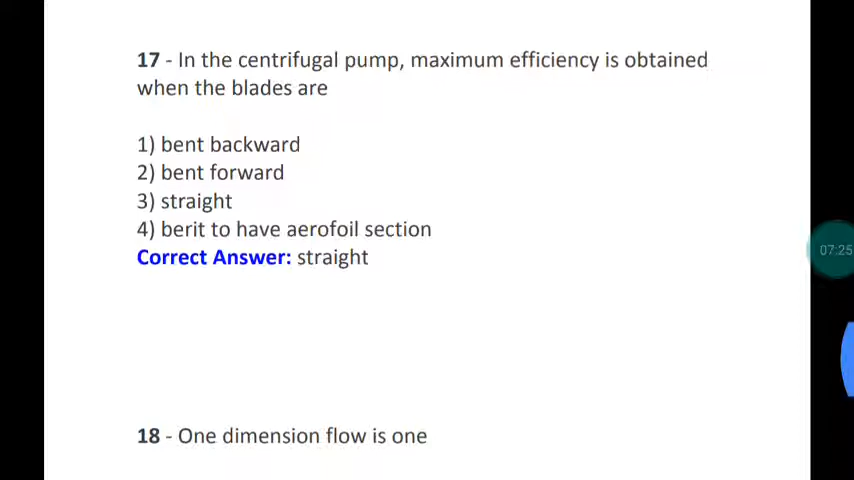 17 - In the centrifugal pump, maximum efficiency is obtained
when the blades are
1) bent backward
2) bent forward
3) straight
4) berit to have aerofoil section
Correct Answer: straight
07:25
18 - One dimension flow is one